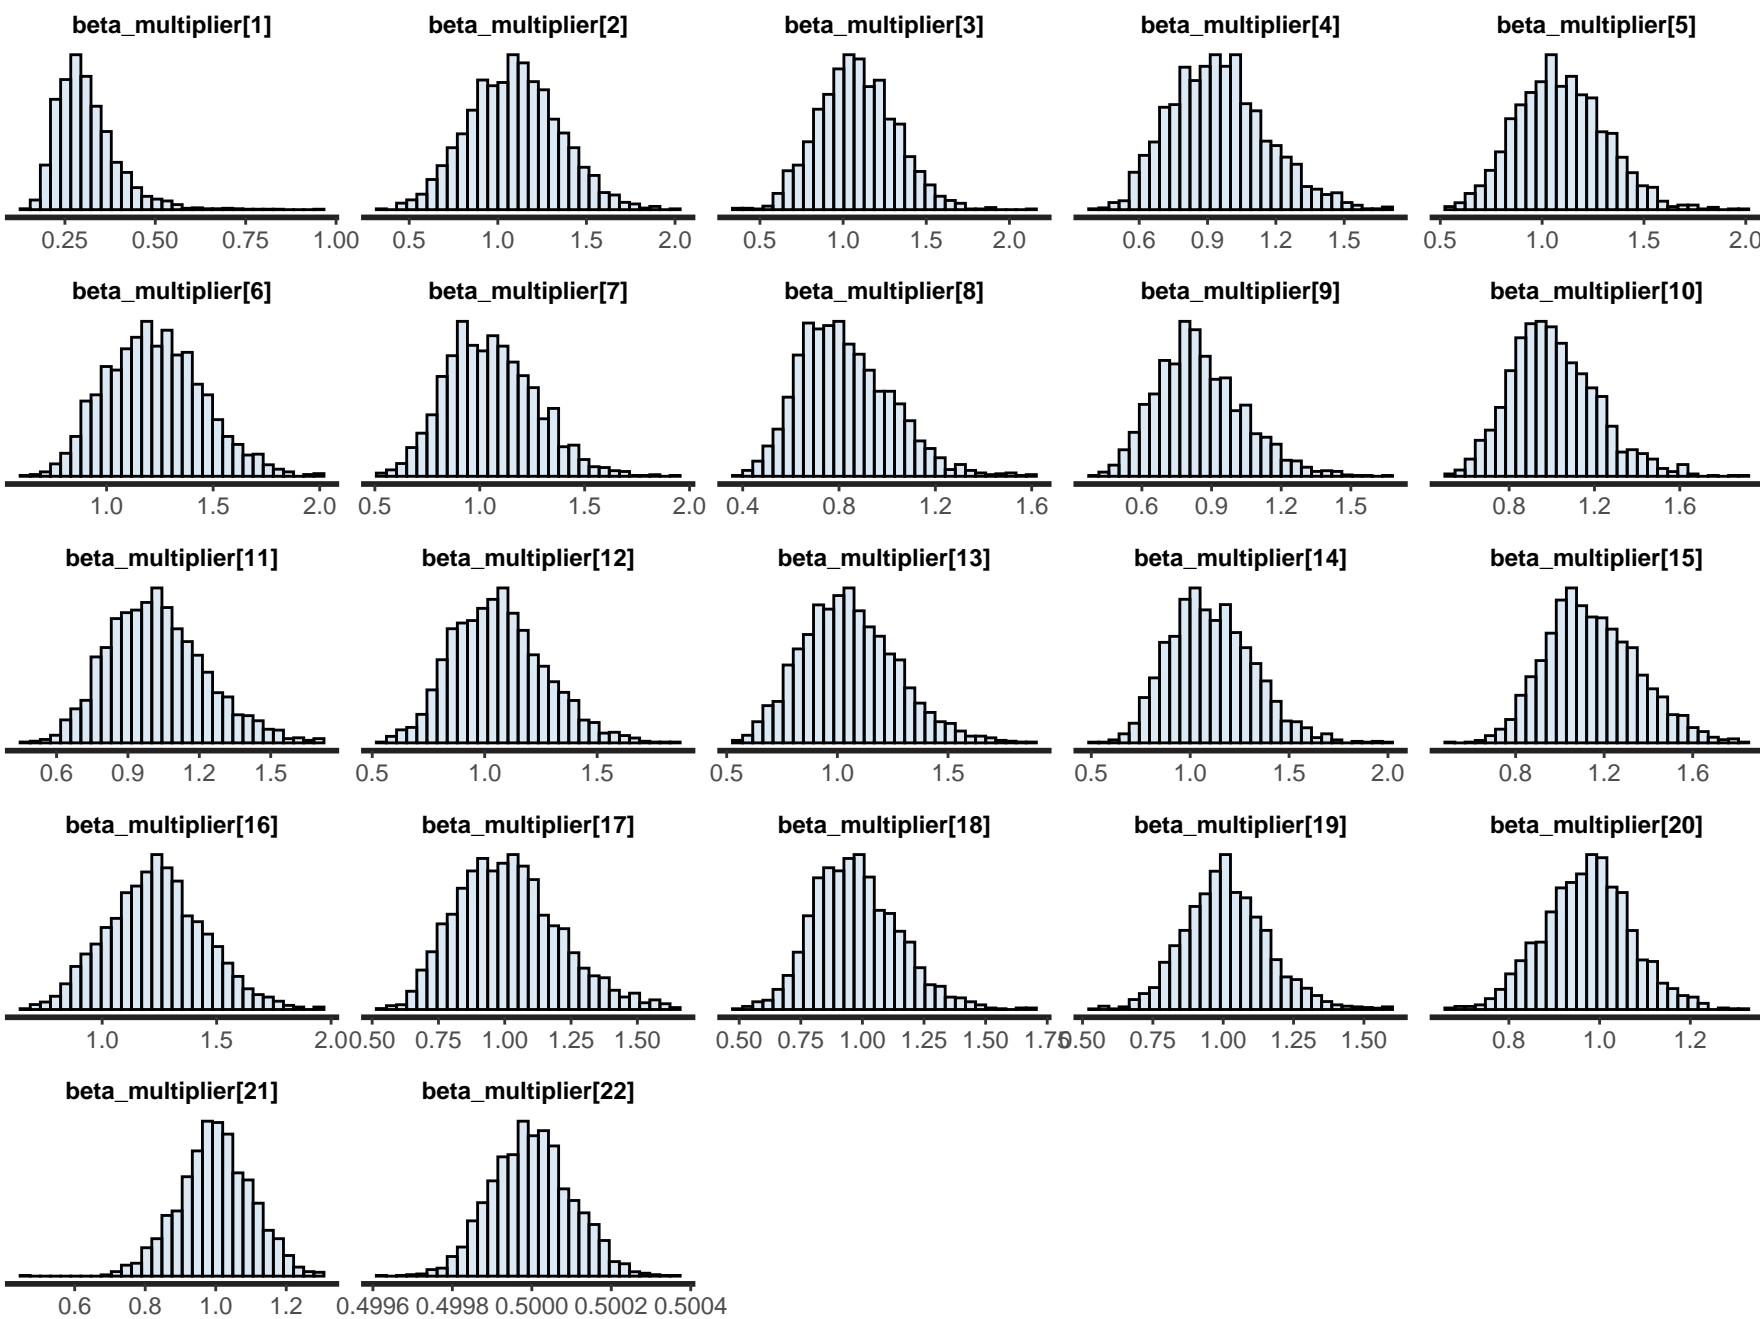 beta_multiplier[1] beta_multiplier[2] beta_multiplier[3] beta_multiplier[4] beta_multiplier[5]
0.25 0.50 0.75 1.00 0.5 1.0 1.5 2.0 0.5 1.0 1.5 2.0 0.6 0.9 1.2 1.5 0.5 1.0 1.5 2.0
beta_multiplier[6] beta_multiplier[7] beta_multiplier[8] beta_multiplier[9] beta_multiplier[10]
1.0 1.5 2.0 0.5 1.0 1.5 2.0 0.4 0.8 1.2 1.6 0.6 0.9 1.2 1.5 0.8 1.2 1.6
beta_multiplier[11] beta_multiplier[12] beta_multiplier[13] beta_multiplier[14] beta_multiplier[15]
0.6 0.9 1.2 1.5 0.5 1.0 1.5 0.5 1.0 1.5 0.5 1.0 1.5 2.0 0.8 1.2 1.6
beta_multiplier[16] beta_multiplier[17] beta_multiplier[18] beta_multiplier[19] beta_multiplier[20]
1.0 1.5 2.0 0.50 0.75 1.00 1.25 1.50 0.50 0.75 1.00 1.25 1.50 1.75 0.50 0.75 1.00 1.25 1.50 0.8 1.0 1.2
beta_multiplier[21] beta_multiplier[22]
0.6 0.8 1.0 1.2 0.4996 0.4998 0.5000 0.5002 0.5004